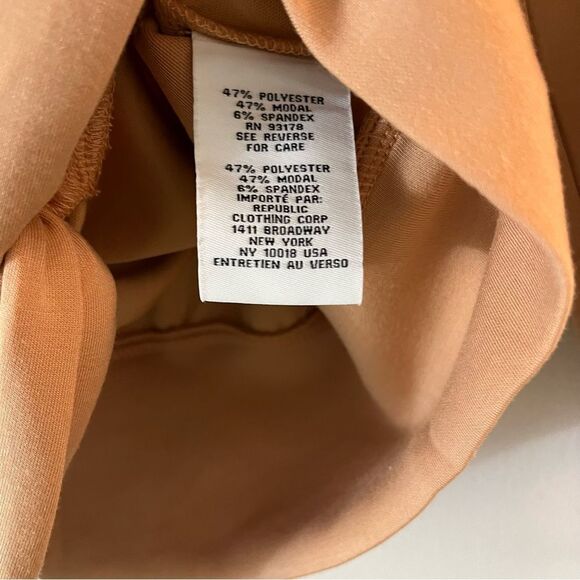 47% POLYESTER
47% MODAL
6% SPANDEX
RN 93178
SEE REVERSE
FOR CARE
47% POLYESTER
47% MODAL
6% SPANDEX
IMPORTÉ PAR:
REPUBLIC
CLOTHING CORP
1411 BROADWAY
NEW YORK
NY 10018 USA
ENTRETIEN AU VERSO